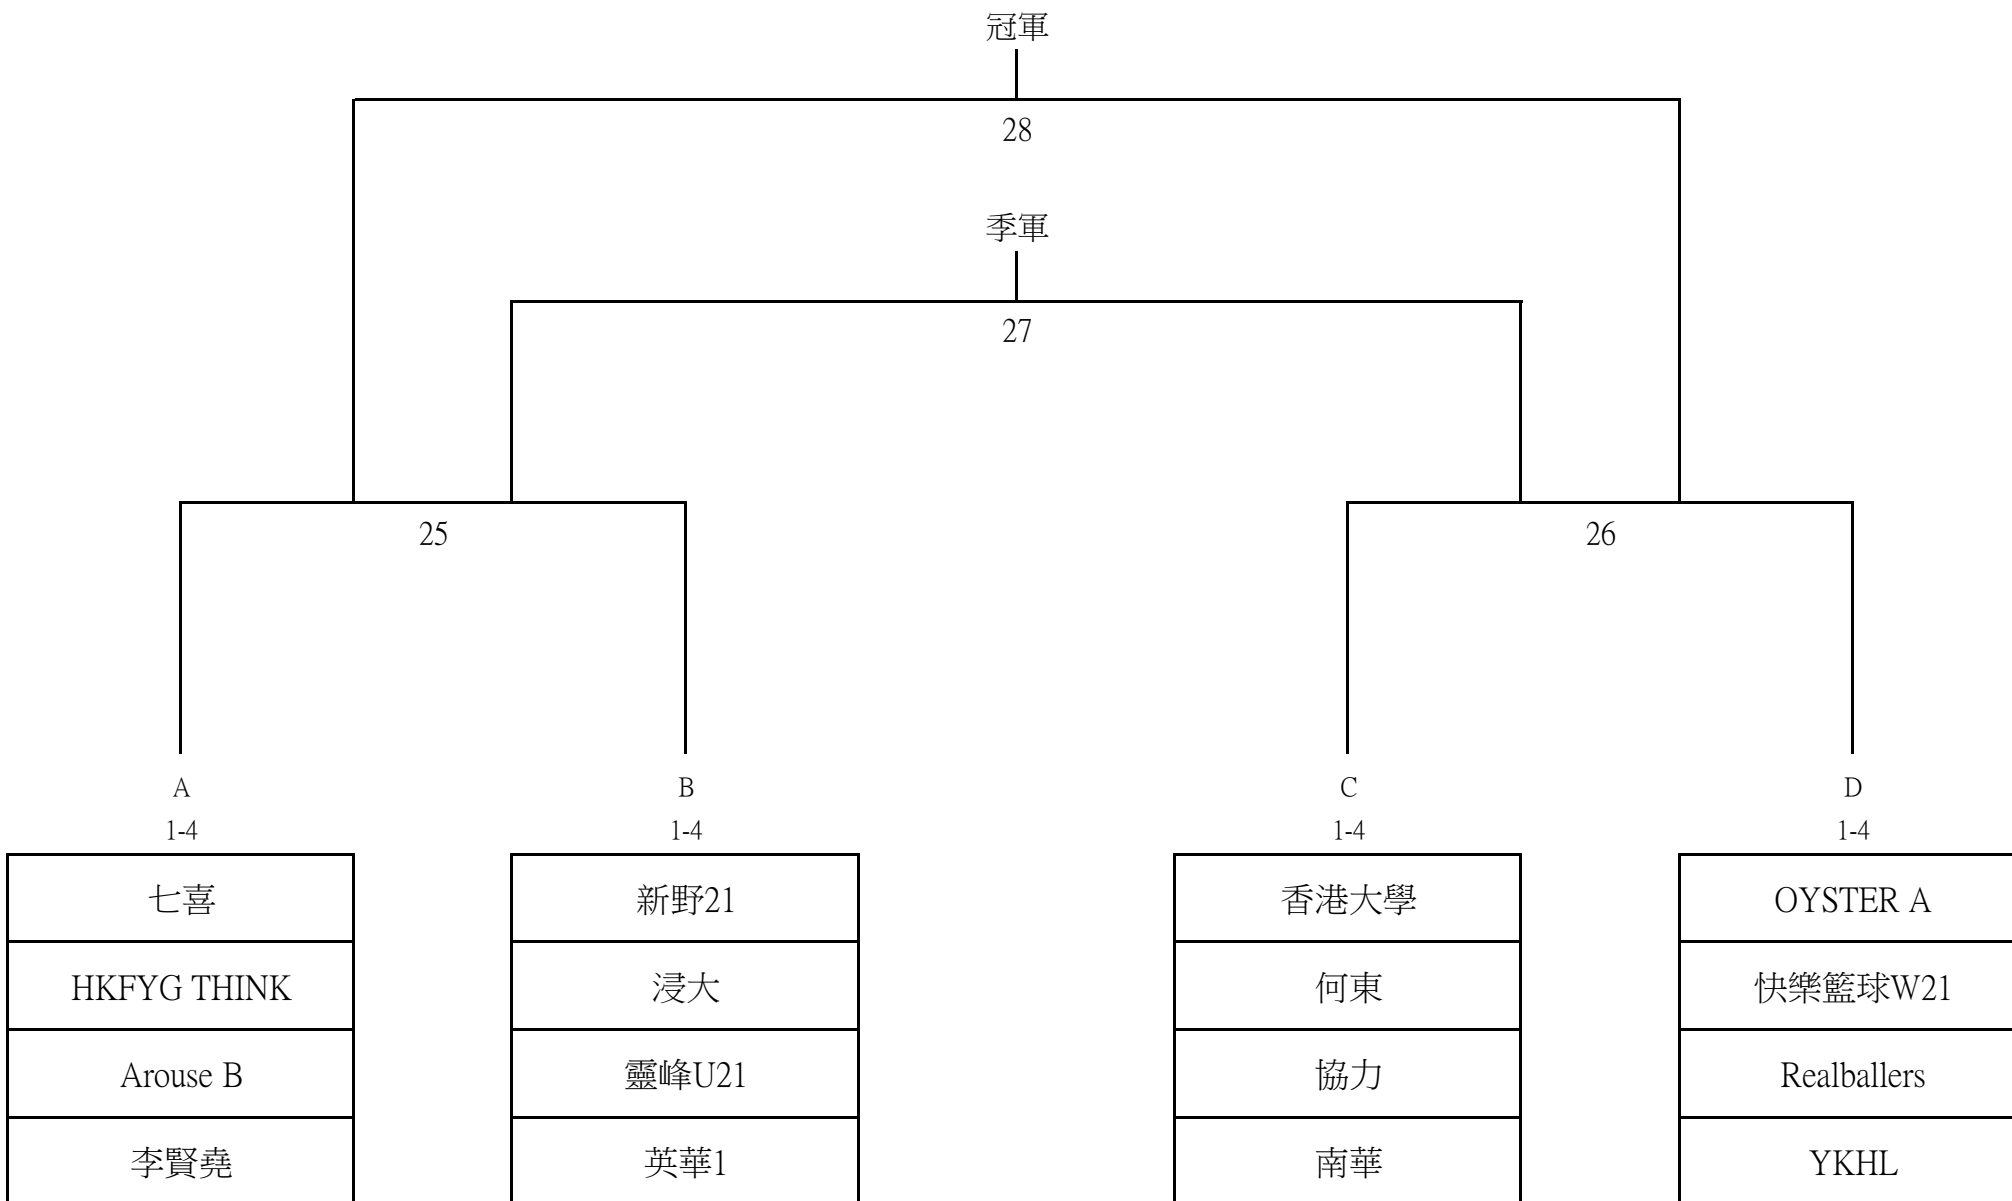 冠軍
28
季軍
27
25
26
A
B
C
D
1-4
1-4
1-4
1-4
七喜
新野21
香港大學
OYSTER A
HKFYG THINK
浸大
何東
快樂籃球W21
Arouse B
靈峰U21
協力
Realballers
李賢堯
英華1
南華
YKHL